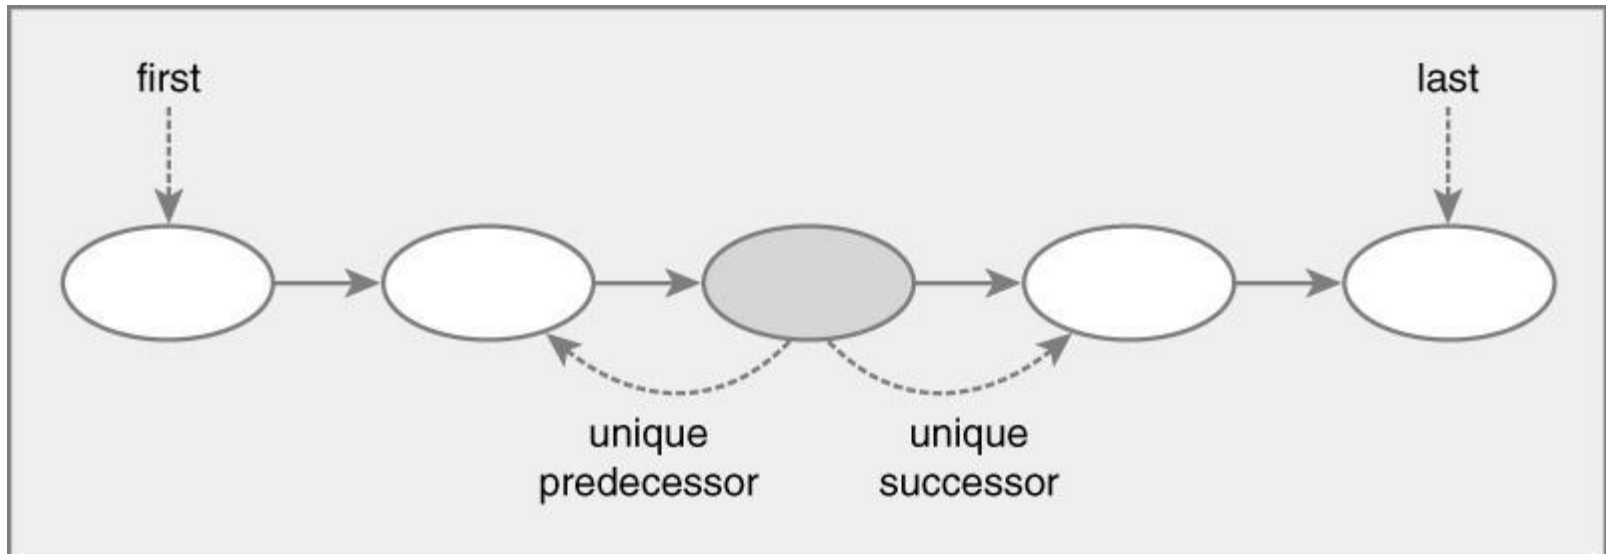 first
last
unique
predecessor
unique
successor